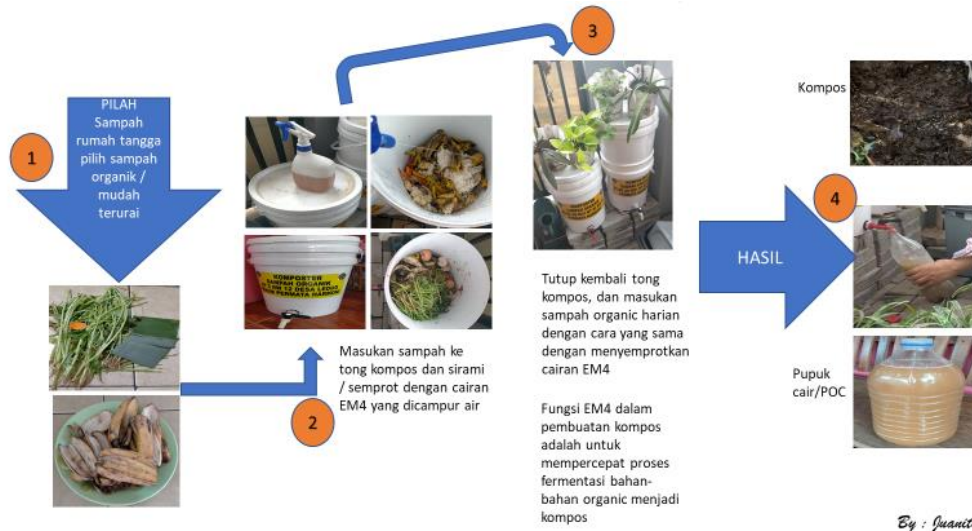 1
PILAH
Sampah
rumah tangga
pilih sampah
organik /
mudah
terurai
2
KOMPOSTER
SAMPAH ORGANIK
Masukan sampah ke
tong kompos dan sirami
/ semprot dengan cairan
EM4 yang dicampur air
3
Tutup kembali tong
kompos, dan masukan
sampah organic harian
dengan cara yang sama
dengan menyemprotkan
cairan EM4
Fungsi EM4 dalam
pembuatan kompos
adalah untuk
mempercepat proses
fermentasi bahan-
bahan organic menjadi
kompos
HASIL
4
Kompos
Pupuk
cair/POC
By : Juanit